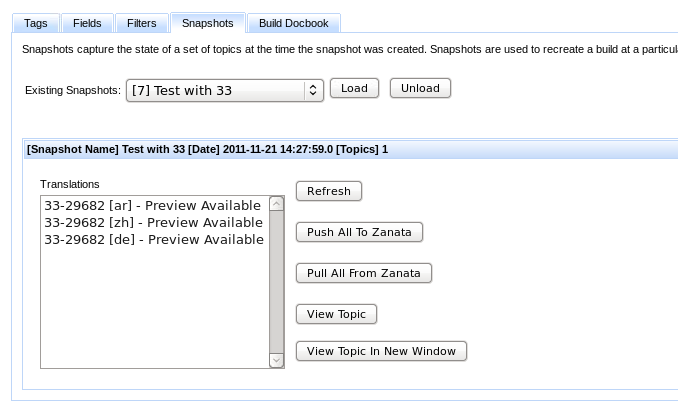 Tags Fields Filters Snapshots Build Docbook
Snapshots capture the state of a set of topics at the time the snapshot was created. Snapshots are used to recreate a build at a
Existing Snapshots: [7] Test with 33 Load Unload
[Snapshot Name] Test with 33 [Date] 2011-11-21 14:27:59.0 [Topics] 1
Translations
33-29682 [ar] - Preview Available
33-29682 [zh] - Preview Available
33-29682 [de] - Preview Available
Refresh
Push All To Zanata
Pull All From Zanata
View Topic
View Topic In New Window